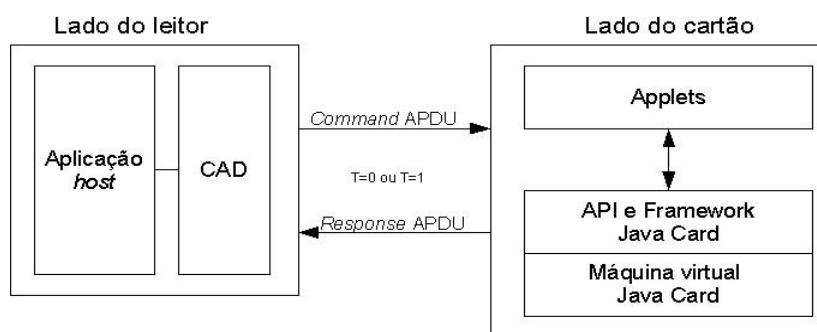 Lado do leitor
Lado do cartão
Aplicação
host
CAD
Command APDU
T=0 ou T=1
Response APDU
Applets
API e Framework
Java Card
Máquina virtual
Java Card